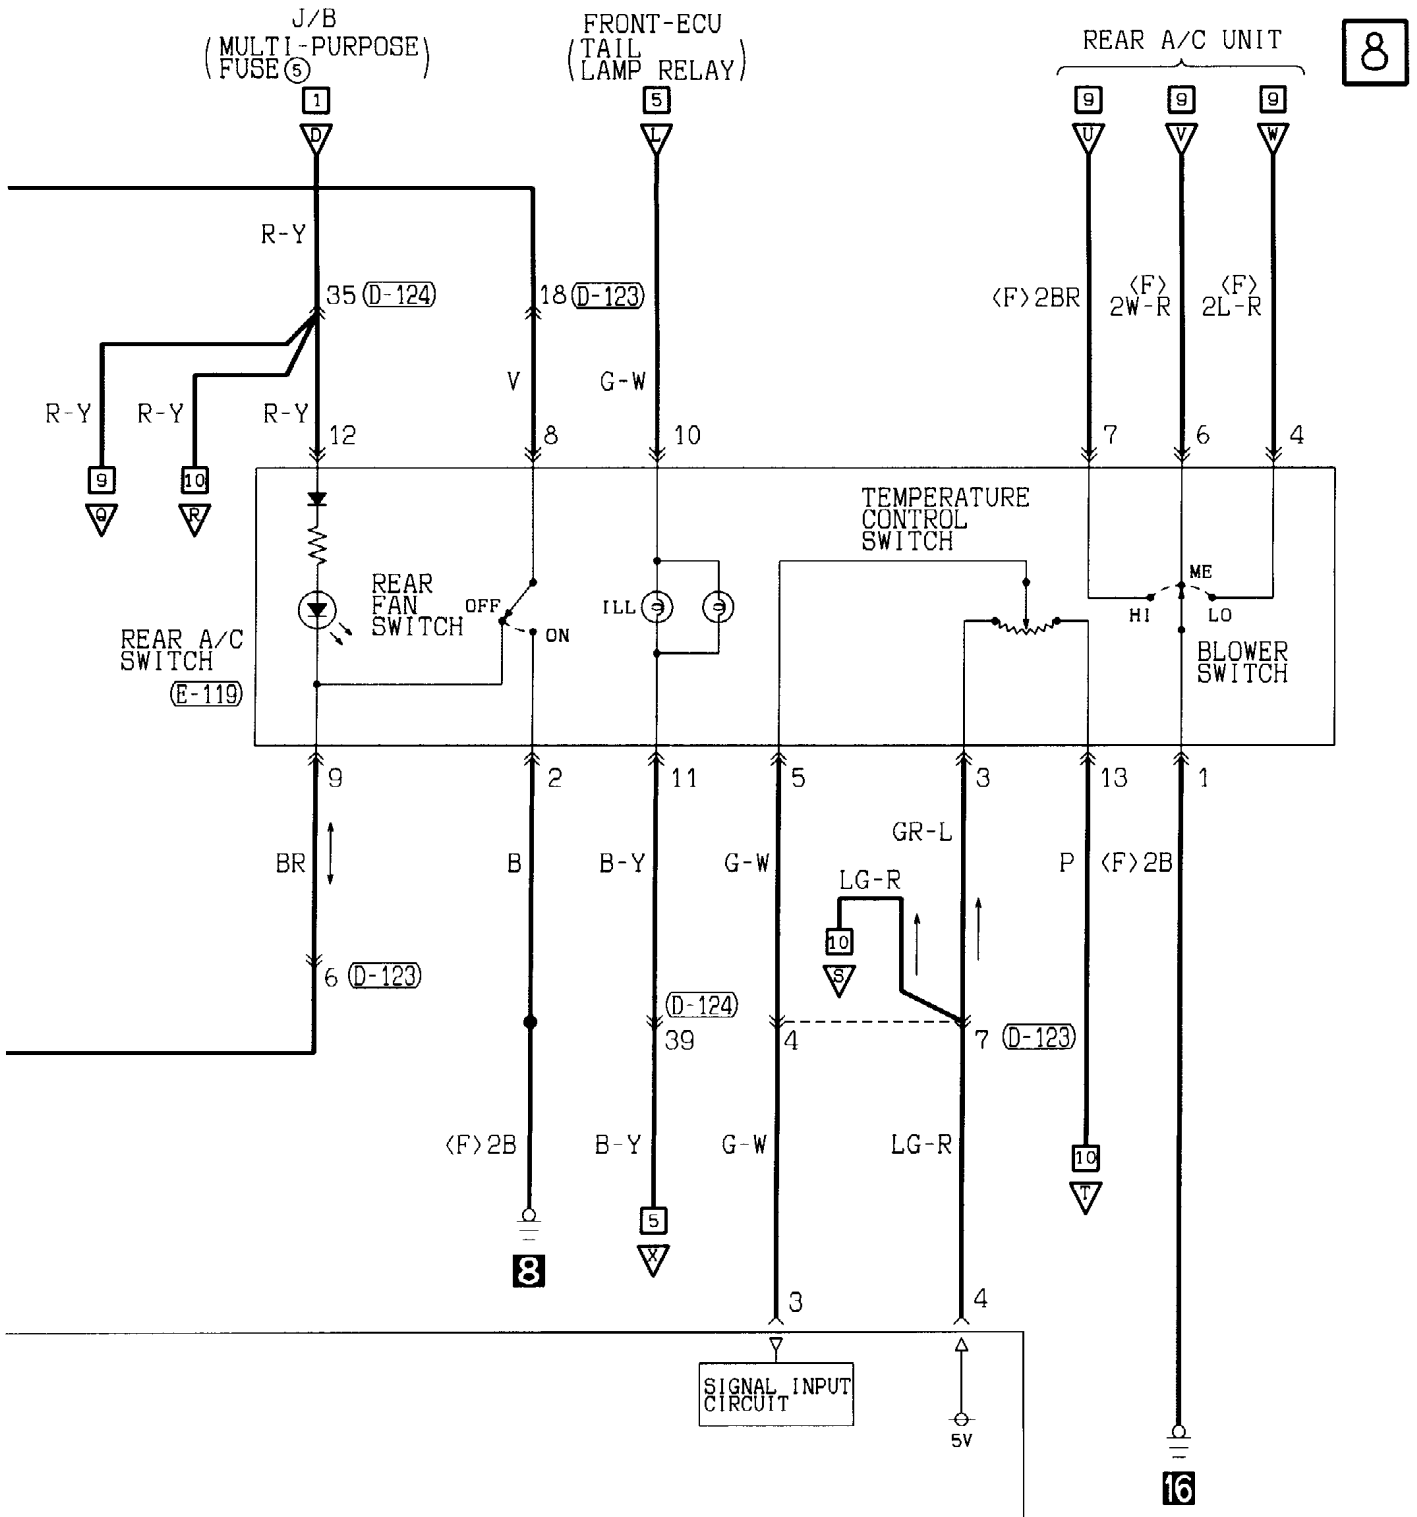 J/B
(MULTI-PURPOSE)
FUSE⑤
FRONT-ECU
(TAIL
LAMP RELAY)
REAR A/C UNIT
8
1
5
9
9
9
D
L
U
V
W
R-Y
35 (D-124)
18 (D-123)
〈F〉2BR
〈F〉
2W-R
〈F〉
2L-R
V
G-W
R-Y
R-Y
R-Y
12
8
10
7
6
4
9
10
Q
R
TEMPERATURE
CONTROL
SWITCH
REAR
FAN
SWITCH
OFF
ON
ILL
ME
HI
LO
BLOWER
SWITCH
REAR A/C
SWITCH
(E-119)
9
2
11
5
3
13
1
GR-L
BR
B
B-Y
G-W
P
〈F〉2B
LG-R
10
S
6 (D-123)
(D-124)
39
4
7 (D-123)
〈F〉2B
B-Y
G-W
LG-R
10
T
5
X
8
3
4
SIGNAL INPUT
CIRCUIT
5V
16